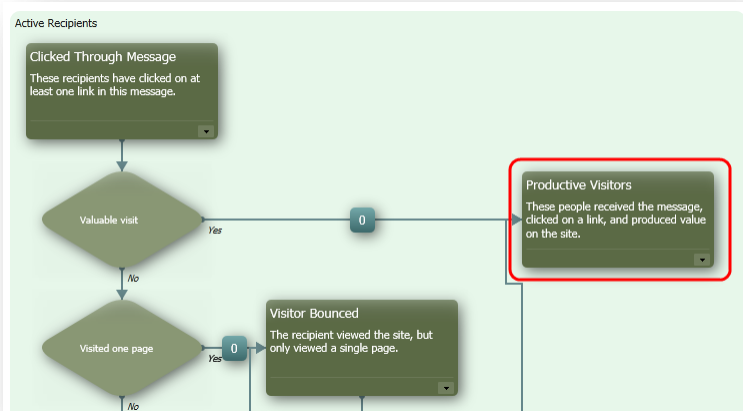 Active Recipients
Clicked Through Message
These recipients have clicked on at
least one link in this message.
Valuable visit
Yes
0
Productive Visitors
These people received the message,
clicked on a link, and produced value
on the site.
No
Visited one page
Yes
0
Visitor Bounced
The recipient viewed the site, but
only viewed a single page.
No